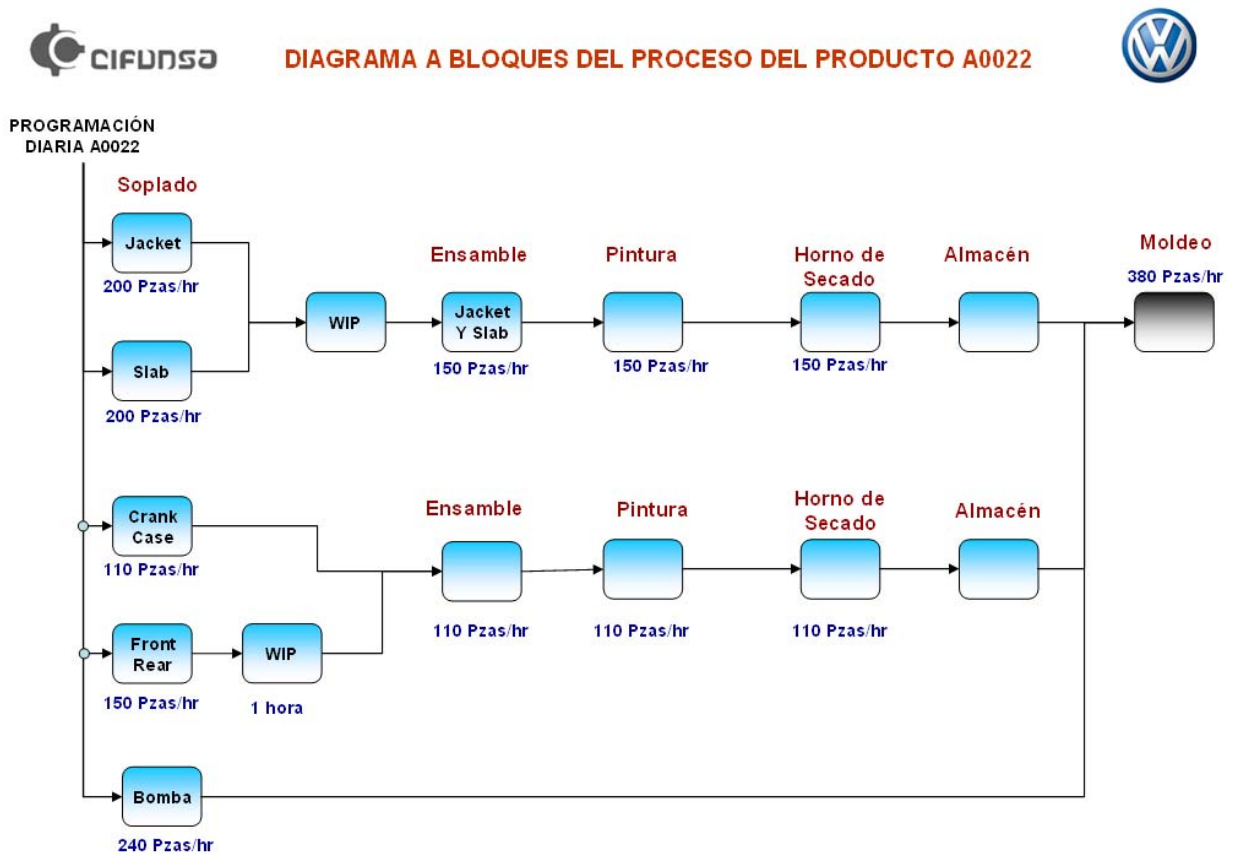 CIFUNSA
DIAGRAMA A BLOQUES DEL PROCESO DEL PRODUCTO A0022
PROGRAMACIÓN
DIARIA A0022
Soplado
Jacket
200 Pzas/hr
Slab
200 Pzas/hr
WIP
Ensamble
Jacket
Y Slab
150 Pzas/hr
Pintura
150 Pzas/hr
Horno de
Secado
150 Pzas/hr
Almacén
Moldeo
380 Pzas/hr
Crank
Case
110 Pzas/hr
Front
Rear
150 Pzas/hr
WIP
1 hora
Ensamble
110 Pzas/hr
Pintura
110 Pzas/hr
Horno de
Secado
110 Pzas/hr
Almacén
Bomba
240 Pzas/hr